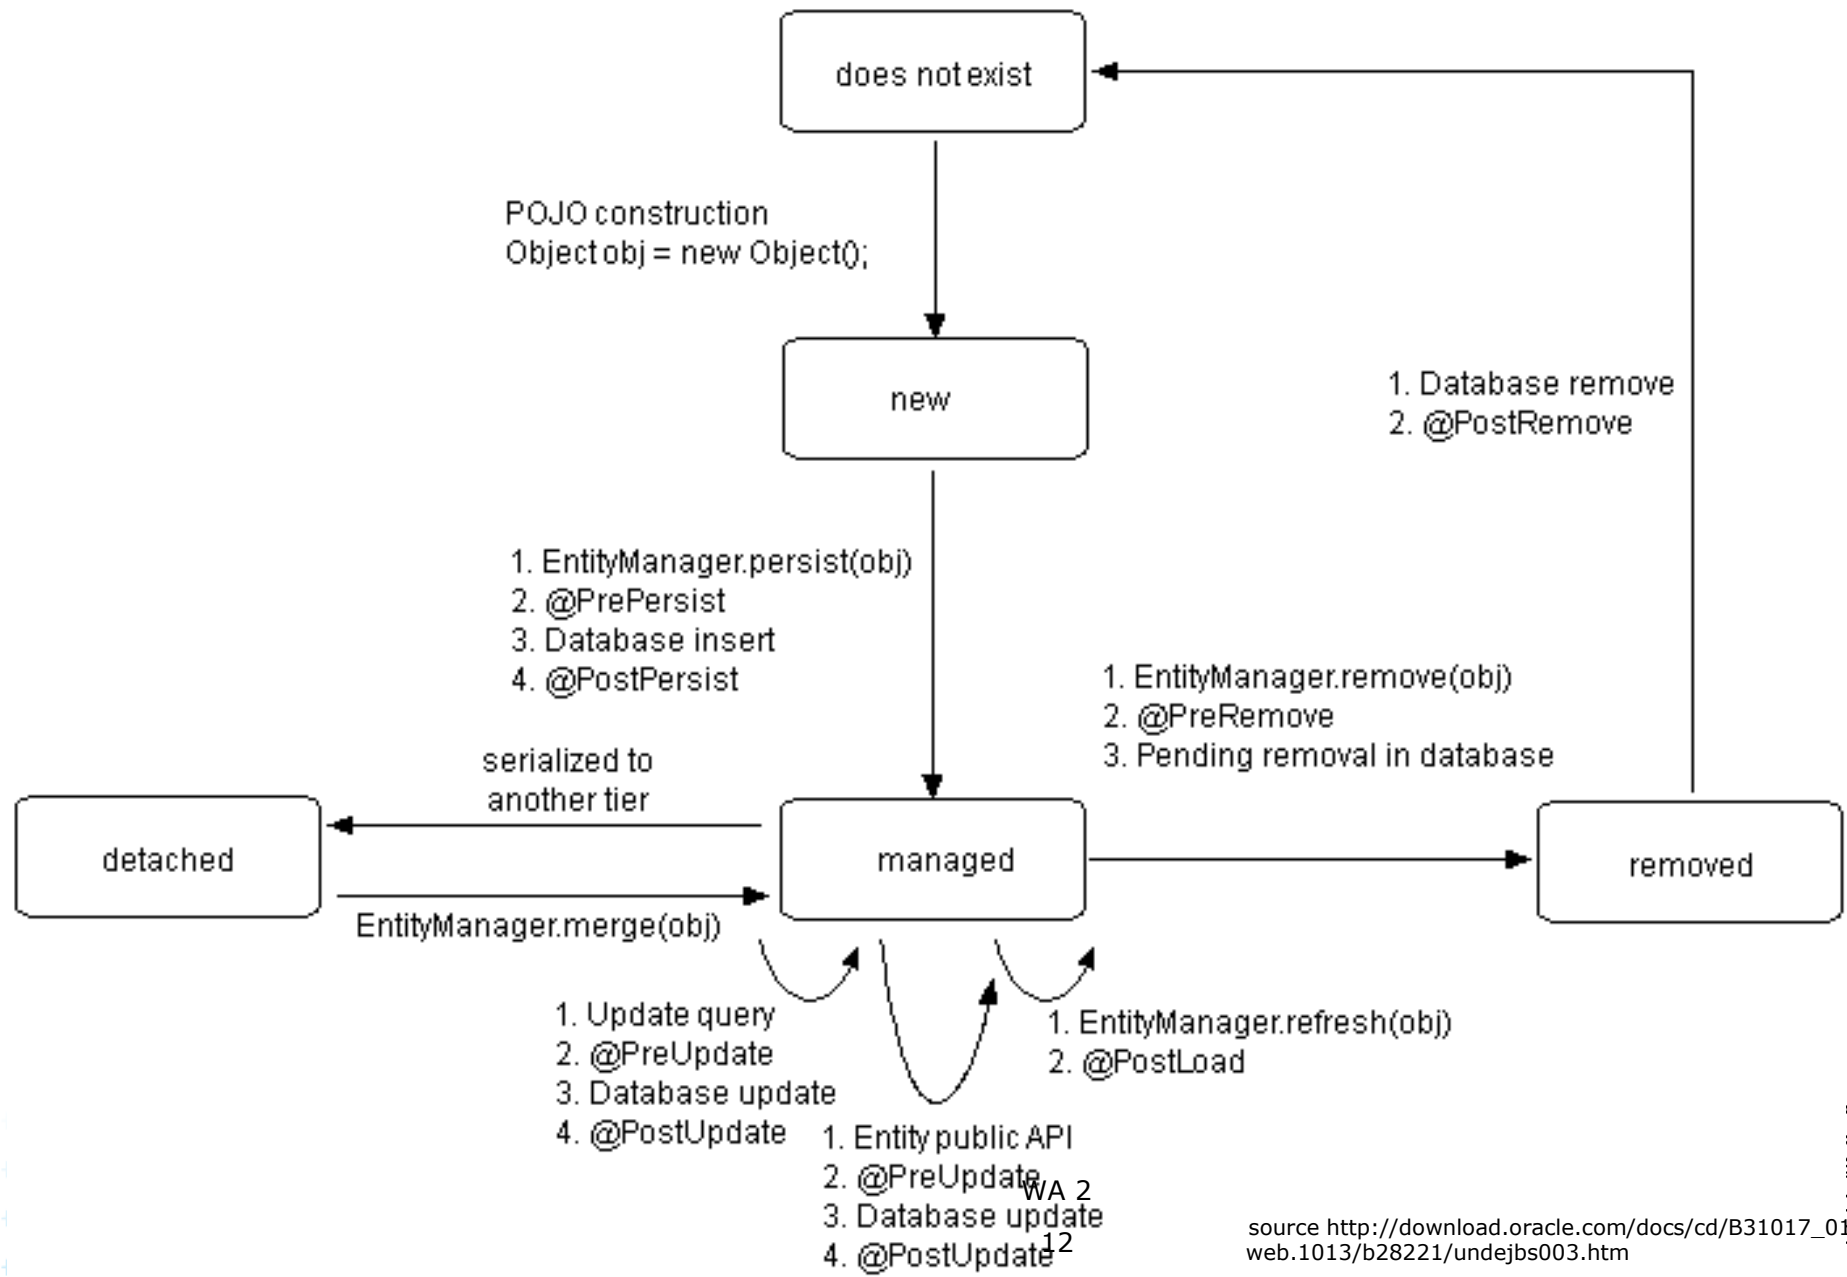 does not exist
POJO construction
Object obj = new Object();
new
1. Database remove
2. @PostRemove
1. EntityManager.persist(obj)
2. @PrePersist
3. Database insert
4. @PostPersist
1. EntityManager.remove(obj)
2. @PreRemove
3. Pending removal in database
serialized to
another tier
detached
managed
removed
EntityManager.merge(obj)
1. Update query
2. @PreUpdate
3. Database update
4. @PostUpdate
1. EntityManager.refresh(obj)
2. @PostLoad
1. Entity public API
2. @PreUpdate
3. Database update
4. @PostUpdate
WA 2
12
source http://download.oracle.com/docs/cd/B31017_01
web.1013/b28221/undejbs003.htm